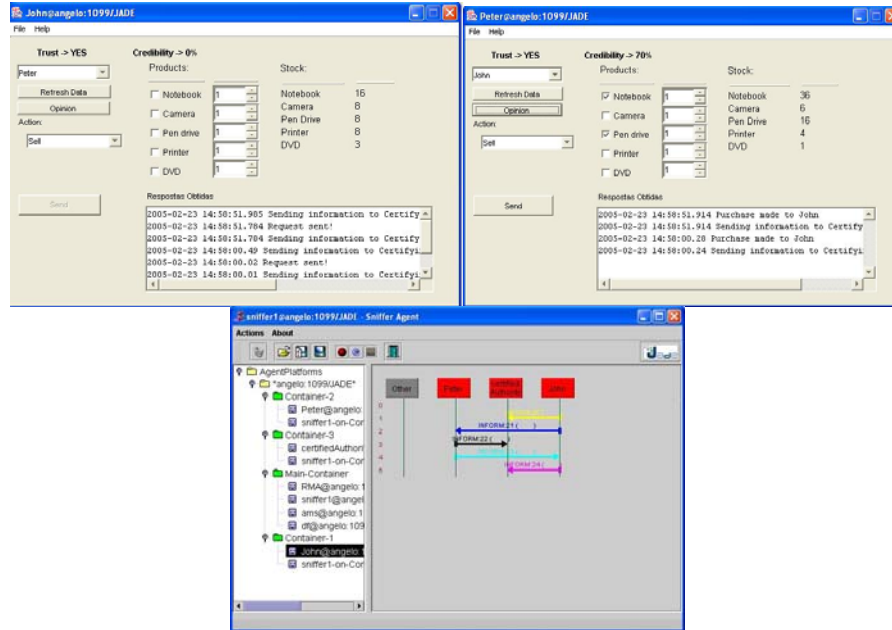 John@angelo:1099/JADE
File Help
Trust -> YES Credibility -> 0%
Peter
Products: Stock:
Refresh Data
Opinion
Action:
Sell
Notebook 1 Notebook 16
Camera 1 Camera 8
Pen drive 1 Pen Drive 8
Printer 1 Printer 8
DVD 1 DVD 3
Send
Respostas Obtidas
2005-02-23 14:58:51.985 Sending information to Certify
2005-02-23 14:58:51.784 Request sent!
2005-02-23 14:58:51.784 Sending information to Certify
2005-02-23 14:58:00.49 Sending information to Certifyi
2005-02-23 14:58:00.02 Request sent!
2005-02-23 14:58:00.01 Sending information to Certifyi
Peter@angelo:1099/JADE
File Help
Trust -> YES Credibility -> 70%
John
Products: Stock:
Refresh Data
Opinion
Action:
Sell
Notebook 1 Notebook 36
Camera 1 Camera 6
Pen drive 1 Pen Drive 16
Printer 1 Printer 4
DVD 1 DVD 1
Send
Respostas Obtidas
2005-02-23 14:58:51.914 Purchase made to John
2005-02-23 14:58:51.914 Sending information to Certify
2005-02-23 14:58:00.28 Purchase made to John
2005-02-23 14:58:00.24 Sending information to Certifyi
sniffer1@angelo:1099/JADE - Sniffer Agent
Actions About
AgentPlatforms
"angelo:1099/JADE"
Container-2
Peter@angelo:
sniffer1-on-Cor
Container-3
certifiedAuthori
sniffer1-on-Cor
Main-Container
RMA@angelo:1
sniffer1@angel
ams@angelo:1
df@angelo:109
Container-1
John@angelo:1
sniffer1-on-Cor
Other Peter John
0
1
2 INFORM:21 ( )
3 INFORM:22 ( )
4
5